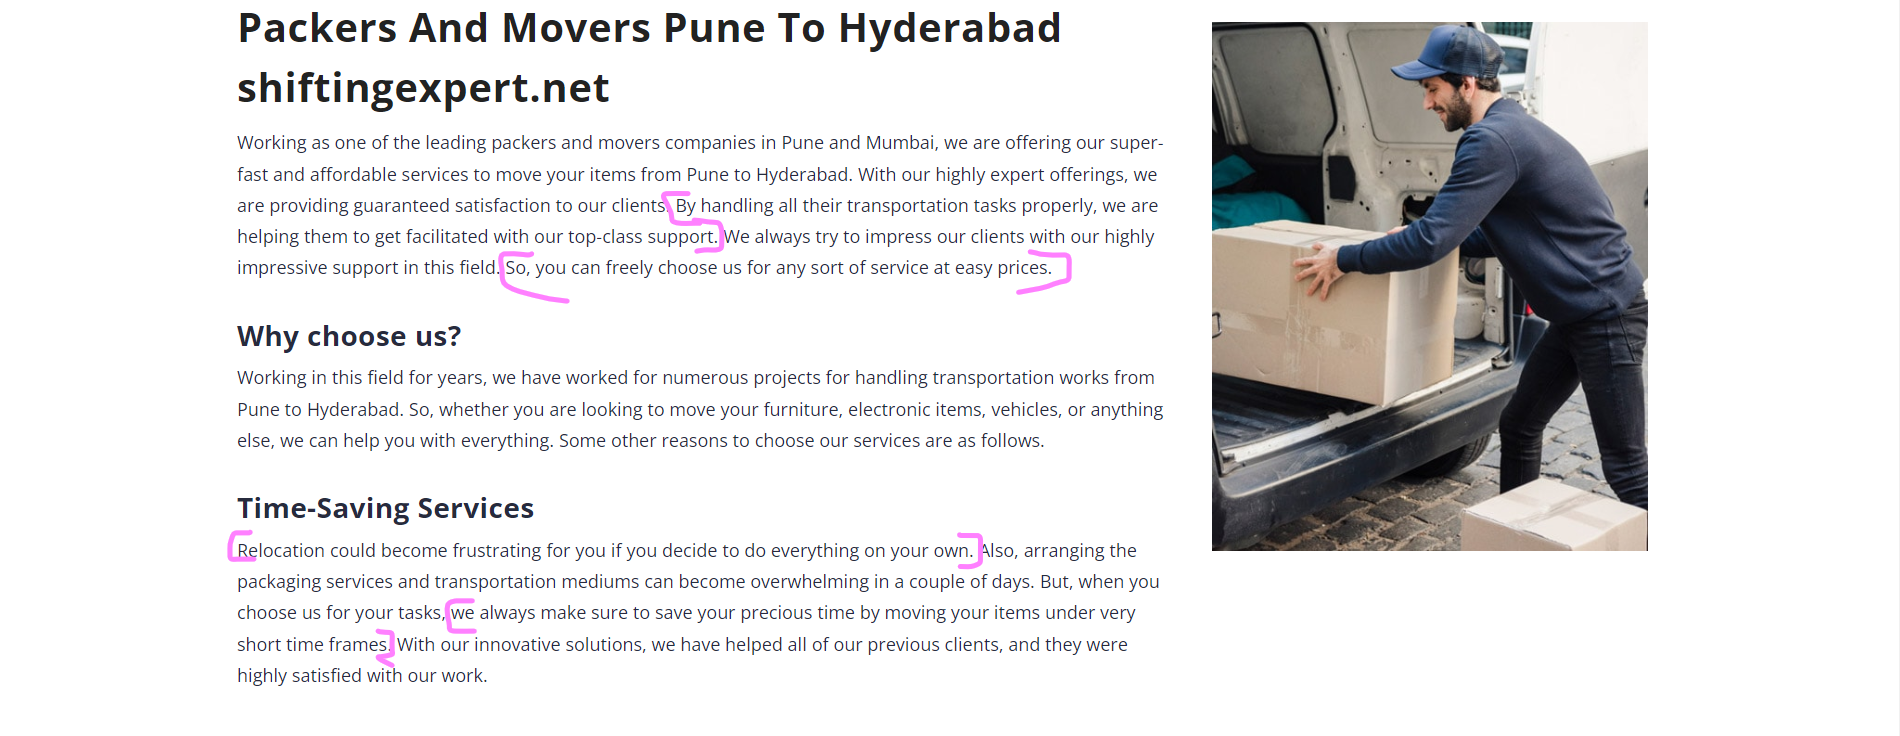 Packers And Movers Pune To Hyderabad
shiftingexpert.net
Working as one of the leading packers and movers companies in Pune and Mumbai, we are offering our super-
fast and affordable services to move your items from Pune to Hyderabad. With our highly expert offerings, we
are providing guaranteed satisfaction to our clients. By handling all their transportation tasks properly, we are
helping them to get facilitated with our top-class support. We always try to impress our clients with our highly
impressive support in this field. So, you can freely choose us for any sort of service at easy prices.
Why choose us?
Working in this field for years, we have worked for numerous projects for handling transportation works from
Pune to Hyderabad. So, whether you are looking to move your furniture, electronic items, vehicles, or anything
else, we can help you with everything. Some other reasons to choose our services are as follows.
Time-Saving Services
Relocation could become frustrating for you if you decide to do everything on your own. Also, arranging the
packaging services and transportation mediums can become overwhelming in a couple of days. But, when you
choose us for your tasks, we always make sure to save your precious time by moving your items under very
short time frames. With our innovative solutions, we have helped all of our previous clients, and they were
highly satisfied with our work.